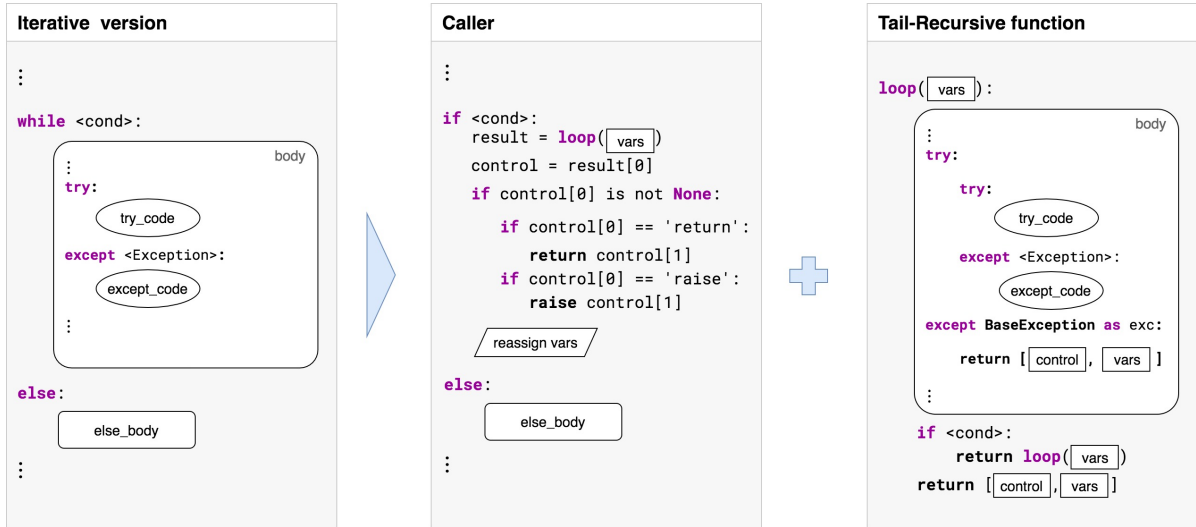 Iterative version
⋮
while <cond>:
body
⋮
try:
try_code
except <Exception>:
except_code
⋮
else:
else_body
⋮
Caller
⋮
if <cond>:
result = loop( vars )
control = result[0]
if control[0] is not None:
if control[0] == 'return':
return control[1]
if control[0] == 'raise':
raise control[1]
reassign vars
else:
else_body
⋮
Tail-Recursive function
loop( vars ):
body
⋮
try:
try:
try_code
except <Exception>:
except_code
except BaseException as exc:
return [ control , vars ]
⋮
if <cond>:
return loop( vars )
return [ control , vars ]